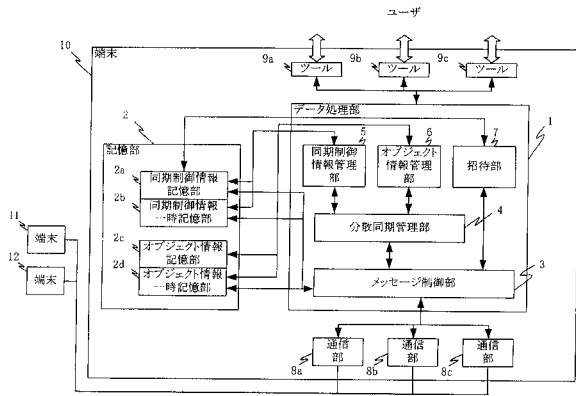 ユーザ
10
端末
9a
ツール
9b
ツール
9c
ツール
データ処理部
1
2
記憶部
2a
同期制御情報
記憶部
2b
同期制御情報
一時記憶部
2c
オブジェクト情報
記憶部
2d
オブジェクト情報
一時記憶部
5
同期制御
情報管理
部
6
オブジェクト
情報管理
部
7
招待部
分散同期管理部
4
メッセージ制御部
3
11
端末
12
端末
通信
部
8a
通信
部
8b
通信
部
8c